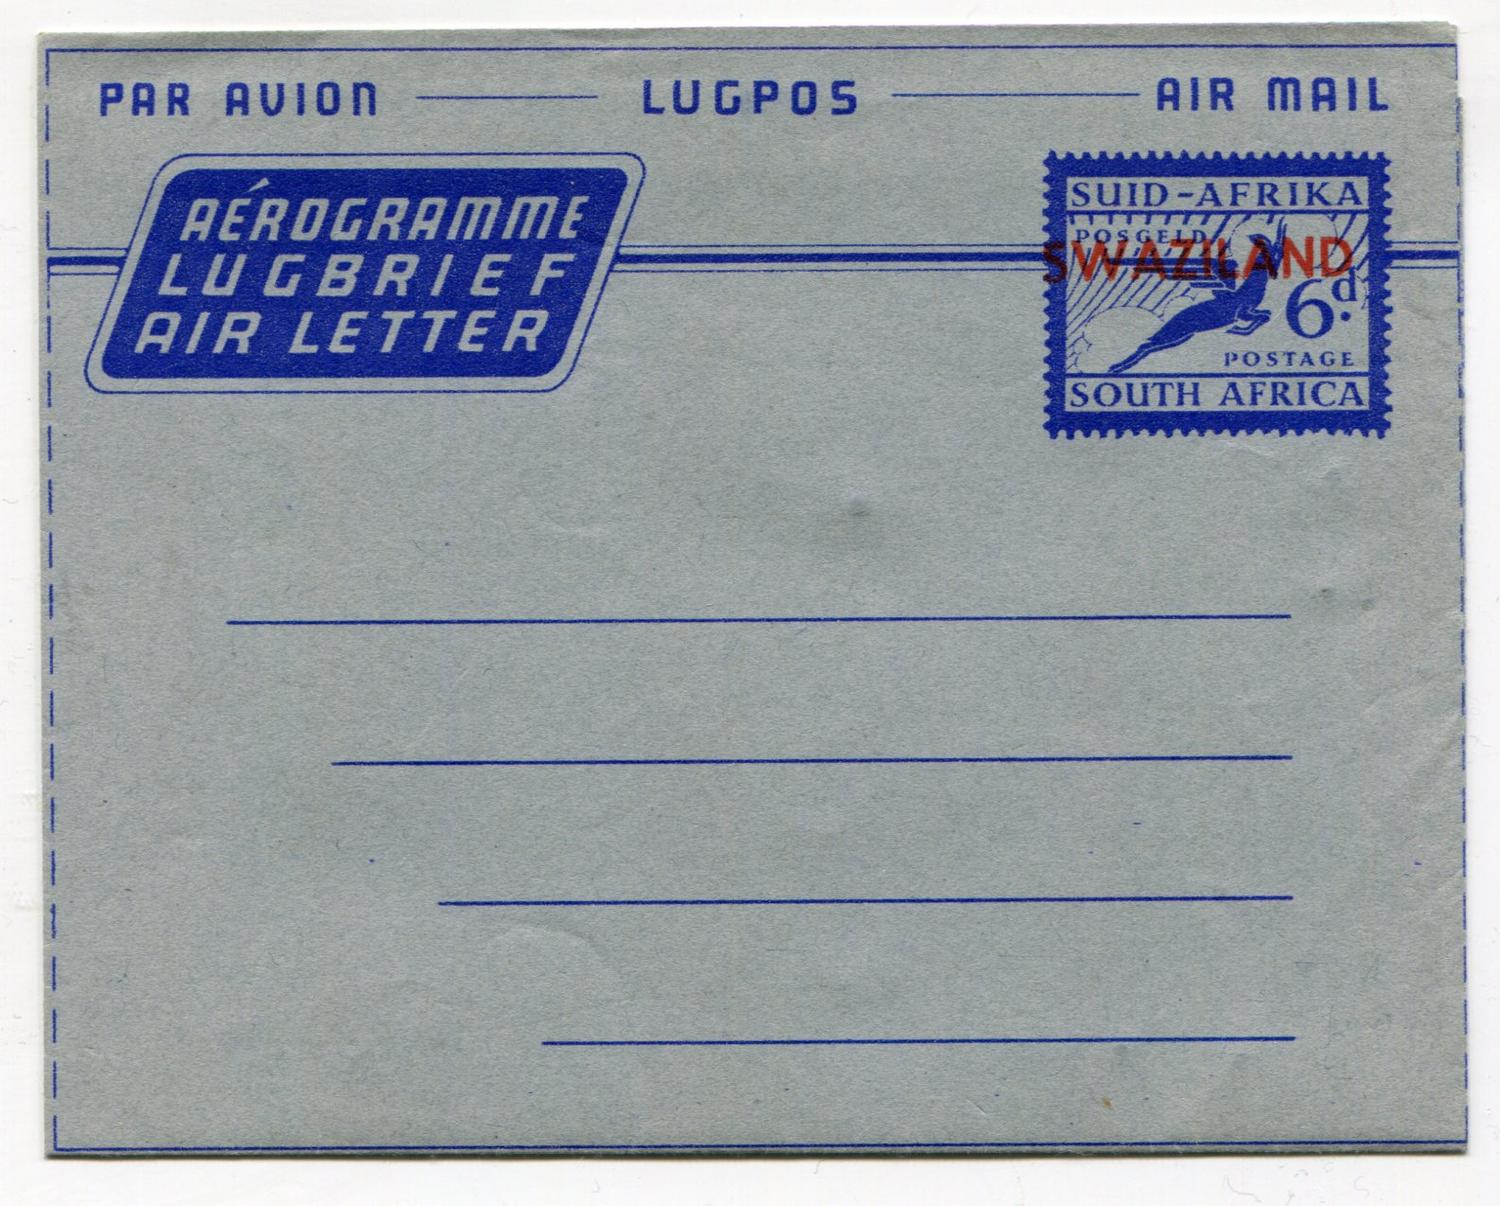 PAR AVION LUGPOS AIR MAIL
AÉROGRAMME
LUGBRIEF
AIR LETTER
SUID-AFRIKA
POSGELD
SWAZILAND
6d.
POSTAGE
SOUTH AFRICA